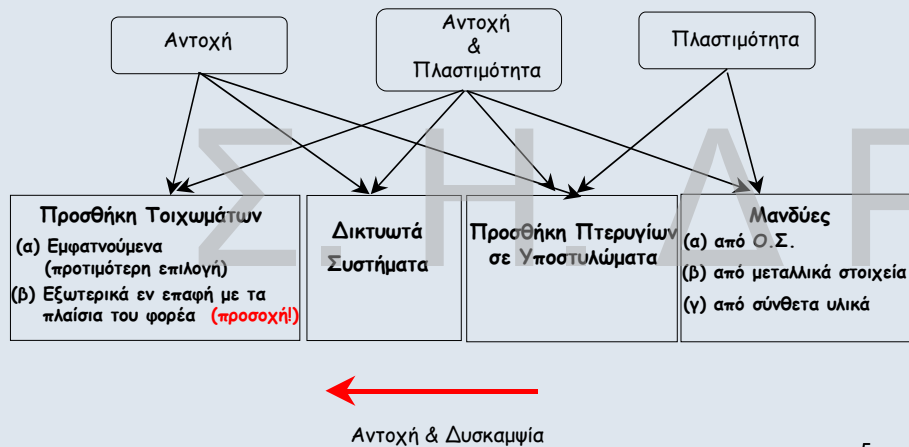 Αντοχή
Αντοχή
&
Πλαστιμότητα
Πλαστιμότητα
Σ. Η. Δ Γ
Προσθήκη Τοιχωμάτων
(α) Εμφατνούμενα
(προτιμότερη επιλογή)
(β) Εξωτερικά εν επαφή με τα
πλαίσια του φορέα (προσοχή!)
Δικτυωτά
Συστήματα
Προσθήκη Πτερυγίων
σε Υποστυλώματα
Μανδύες
(α) από Ο.Σ.
(β) από μεταλλικά στοιχεία
(γ) από σύνθετα υλικά
Αντοχή & Δυσκαμψία